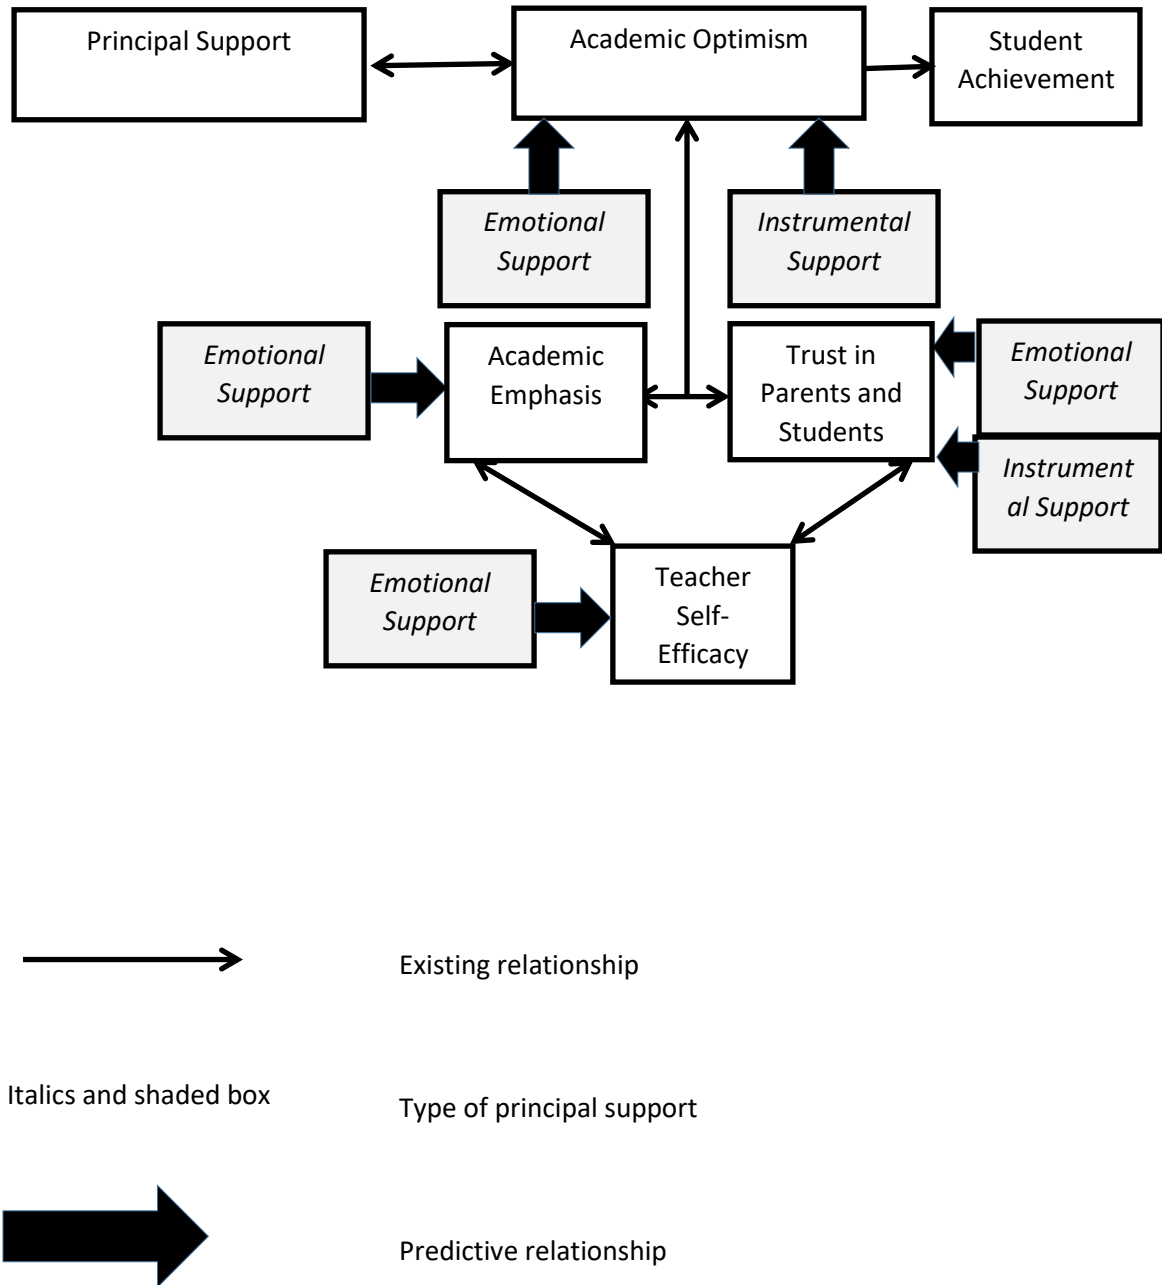 Principal Support
Academic Optimism
Student
Achievement
Emotional
Support
Instrumental
Support
Emotional
Support
Academic
Emphasis
Trust in
Parents and
Students
Emotional
Support
Instrument
al Support
Emotional
Support
Teacher
Self-
Efficacy
Existing relationship
Italics and shaded box
Type of principal support
Predictive relationship